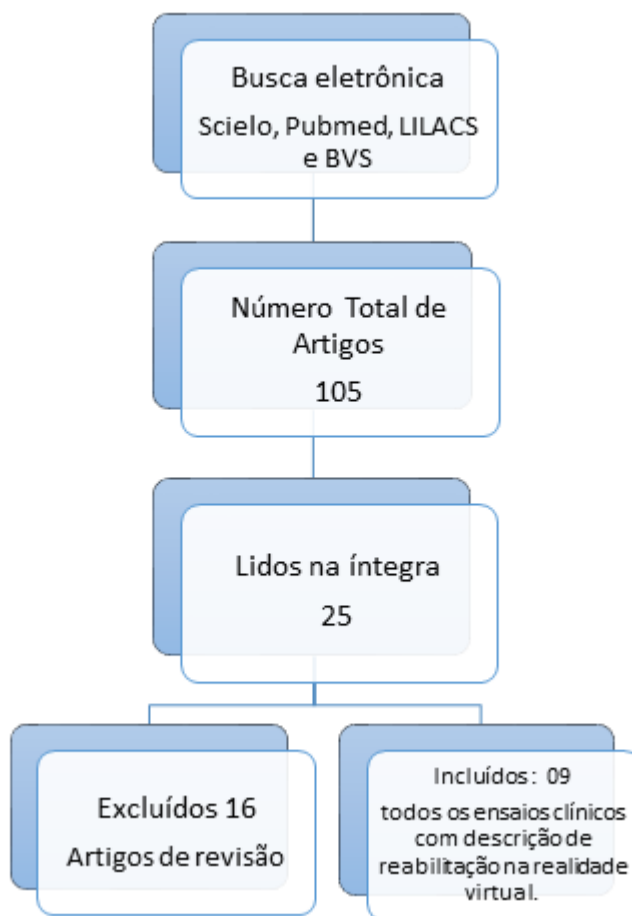 Busca eletrônica
Scielo, Pubmed, LILACS
e BVS
Número Total de
Artigos
105
Lidos na íntegra
25
Excluídos 16
Artigos de revisão
Incluídos: 09
todos os ensaios clínicos
com descrição de
reabilitação na realidade
virtual.